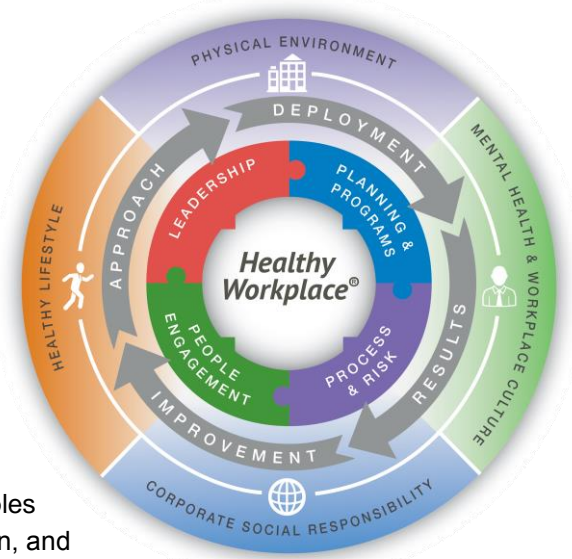 PHYSICAL ENVIRONMENT
DEPLOYMENT
MENTAL HEALTH & WORKPLACE CULTURE
HEALTHY LIFESTYLE
APPROACH
LEADERSHIP
PLANNING &
PROGRAMS
Healthy
Workplace®
PEOPLE
ENGAGEMENT
PROCESS
& RISK
RESULTS
IMPROVEMENT
CORPORATE SOCIAL RESPONSIBILITY
n, and